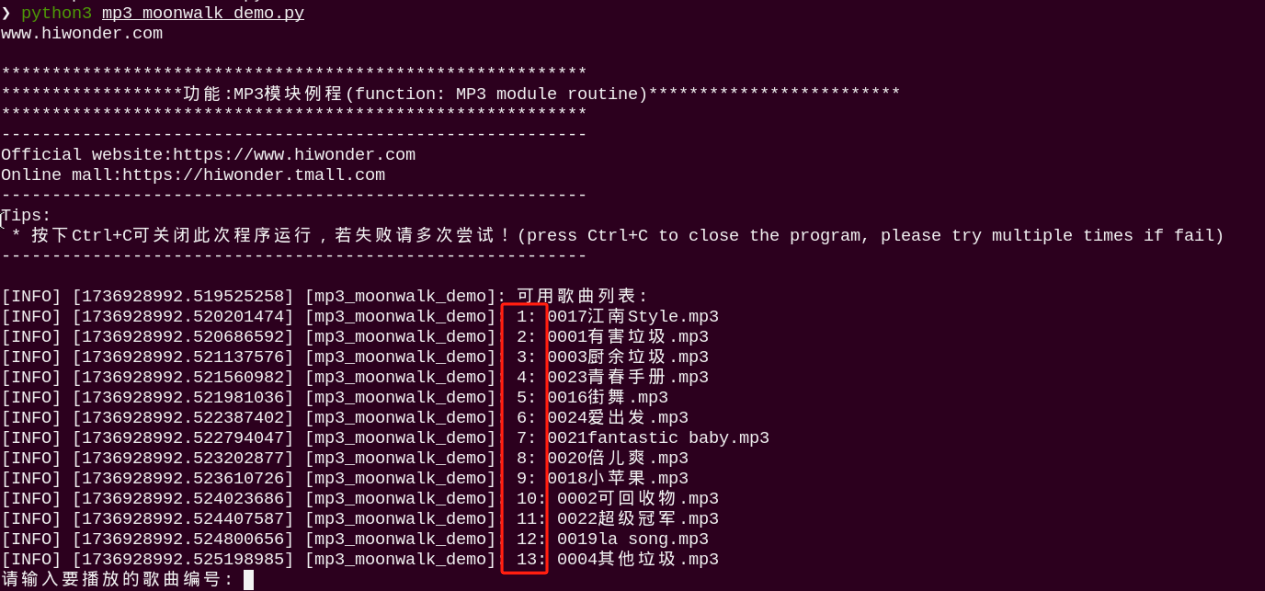 ❯ python3 mp3_moonwalk_demo.py
www.hiwonder.com
**********************************************************
******************功能:MP3模块例程(function: MP3 module routine)*************************
**********************************************************
----------------------------------------------------------
Official website:https://www.hiwonder.com
Online mall:https://hiwonder.tmall.com
----------------------------------------------------------
Tips:
* 按下Ctrl+C可关闭此次程序运行，若失败请多次尝试！(press Ctrl+C to close the program, please try multiple times if fail)
----------------------------------------------------------
[INFO] [1736928992.519525258] [mp3_moonwalk_demo]: 可用歌曲列表:
[INFO] [1736928992.520201474] [mp3_moonwalk_demo]: 1: 0017江南Style.mp3
[INFO] [1736928992.520686592] [mp3_moonwalk_demo]: 2: 0001有害垃圾.mp3
[INFO] [1736928992.521137576] [mp3_moonwalk_demo]: 3: 0003厨余垃圾.mp3
[INFO] [1736928992.521560982] [mp3_moonwalk_demo]: 4: 0023青春手册.mp3
[INFO] [1736928992.521981036] [mp3_moonwalk_demo]: 5: 0016街舞.mp3
[INFO] [1736928992.522387402] [mp3_moonwalk_demo]: 6: 0024爱出发.mp3
[INFO] [1736928992.522794047] [mp3_moonwalk_demo]: 7: 0021fantastic baby.mp3
[INFO] [1736928992.523202877] [mp3_moonwalk_demo]: 8: 0020倍儿爽.mp3
[INFO] [1736928992.523610726] [mp3_moonwalk_demo]: 9: 0018小苹果.mp3
[INFO] [1736928992.524023686] [mp3_moonwalk_demo]: 10: 0002可回收物.mp3
[INFO] [1736928992.524407587] [mp3_moonwalk_demo]: 11: 0022超级冠军.mp3
[INFO] [1736928992.524800656] [mp3_moonwalk_demo]: 12: 0019la song.mp3
[INFO] [1736928992.525198985] [mp3_moonwalk_demo]: 13: 0004其他垃圾.mp3
请输入要播放的歌曲编号: